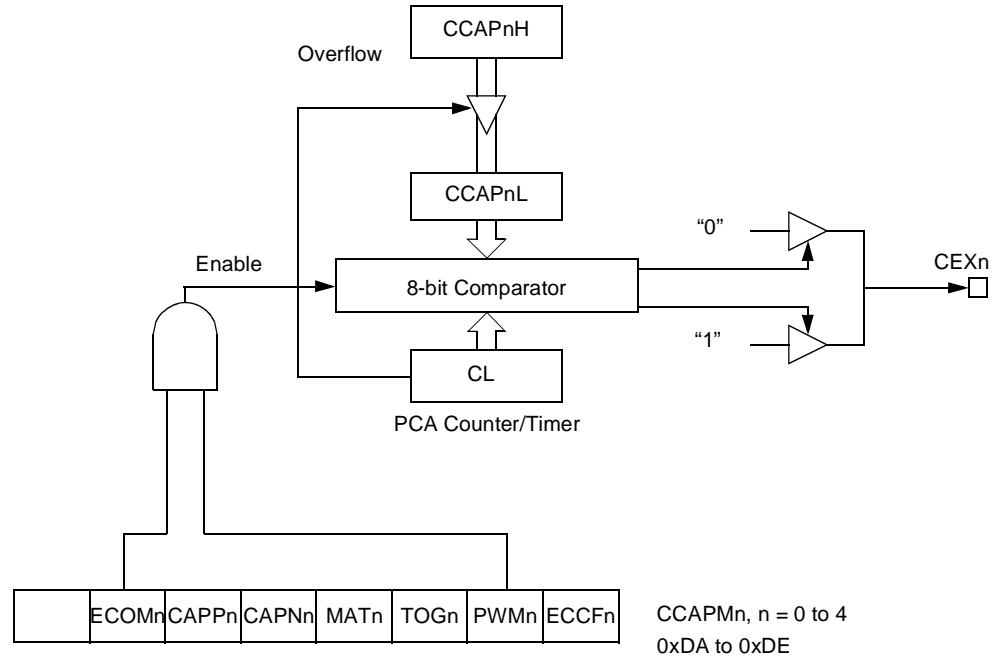 CCAPnH
Overflow
CCAPnL
“0”
Enable
CEXn
8-bit Comparator
“1”
CL
PCA Counter/Timer
ECOMn CAPPn CAPNn MATn TOGn PWMn ECCFn
CCAPMn, n = 0 to 4
0xDA to 0xDE